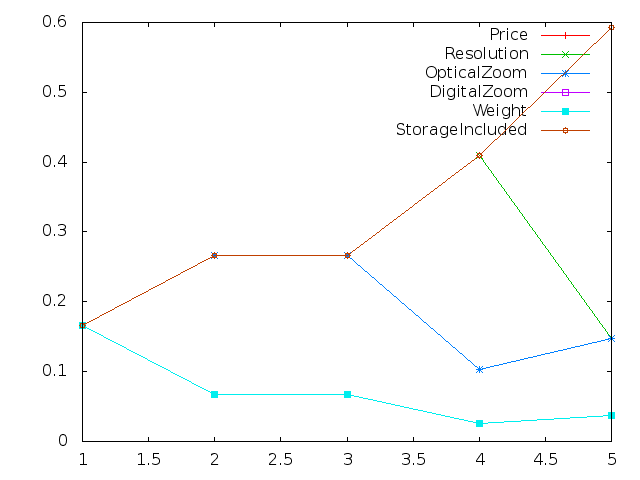 0.6
0.5
0.4
0.3
0.2
0.1
0
Price
Resolution
OpticalZoom
DigitalZoom
Weight
StorageIncluded
1 1.5 2 2.5 3 3.5 4 4.5 5